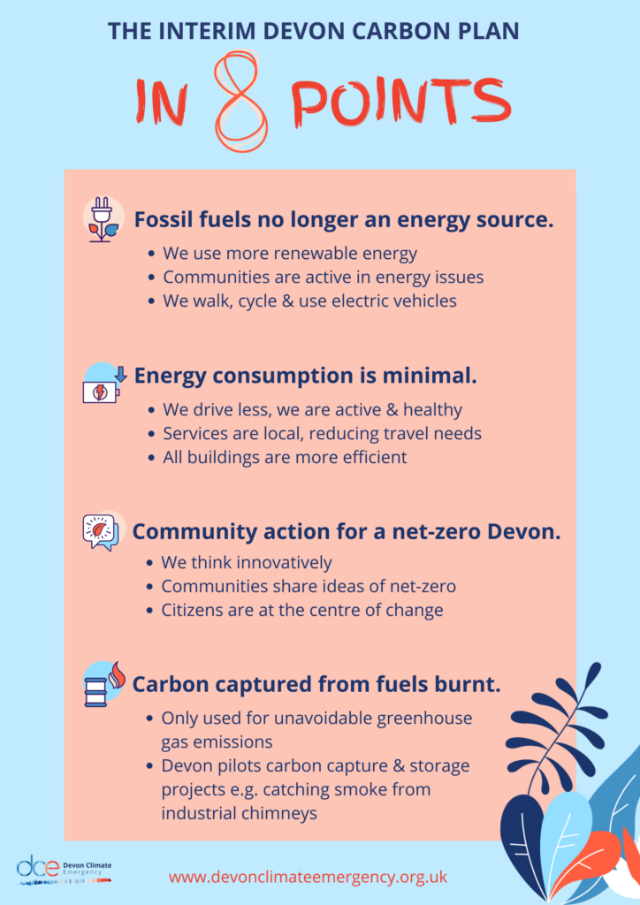 THE INTERIM DEVON CARBON PLAN
IN 8 POINTS
Fossil fuels no longer an energy source.
• We use more renewable energy
• Communities are active in energy issues
• We walk, cycle & use electric vehicles
Energy consumption is minimal.
• We drive less, we are active & healthy
• Services are local, reducing travel needs
• All buildings are more efficient
Community action for a net-zero Devon.
• We think innovatively
• Communities share ideas of net-zero
• Citizens are at the centre of change
Carbon captured from fuels burnt.
• Only used for unavoidable greenhouse
gas emissions
• Devon pilots carbon capture & storage
projects e.g. catching smoke from
industrial chimneys
dce Devon Climate
Emergency
www.devonclimateemergency.org.uk